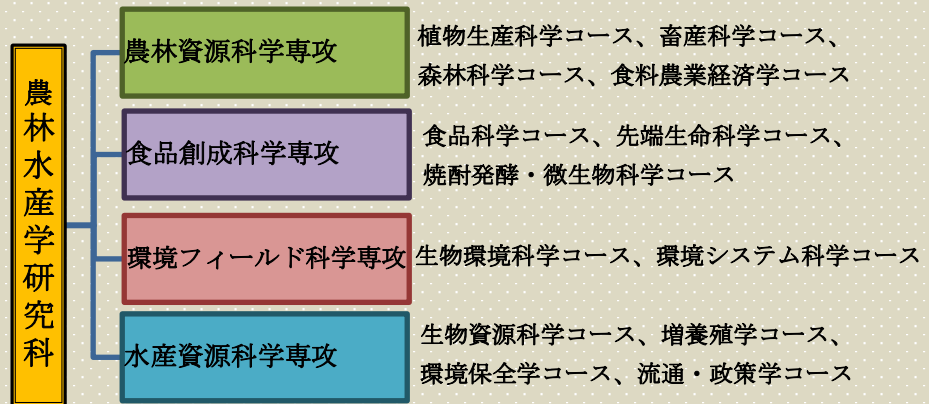 農林水産学研究科
農林資源科学専攻
植物生産科学コース、畜産科学コース、
森林科学コース、食料農業経済学コース
食品創成科学専攻
食品科学コース、先端生命科学コース、
焼酎発酵・微生物科学コース
環境フィールド科学専攻
生物環境科学コース、環境システム科学コース
水産資源科学専攻
生物資源科学コース、増養殖学コース、
環境保全学コース、流通・政策学コース